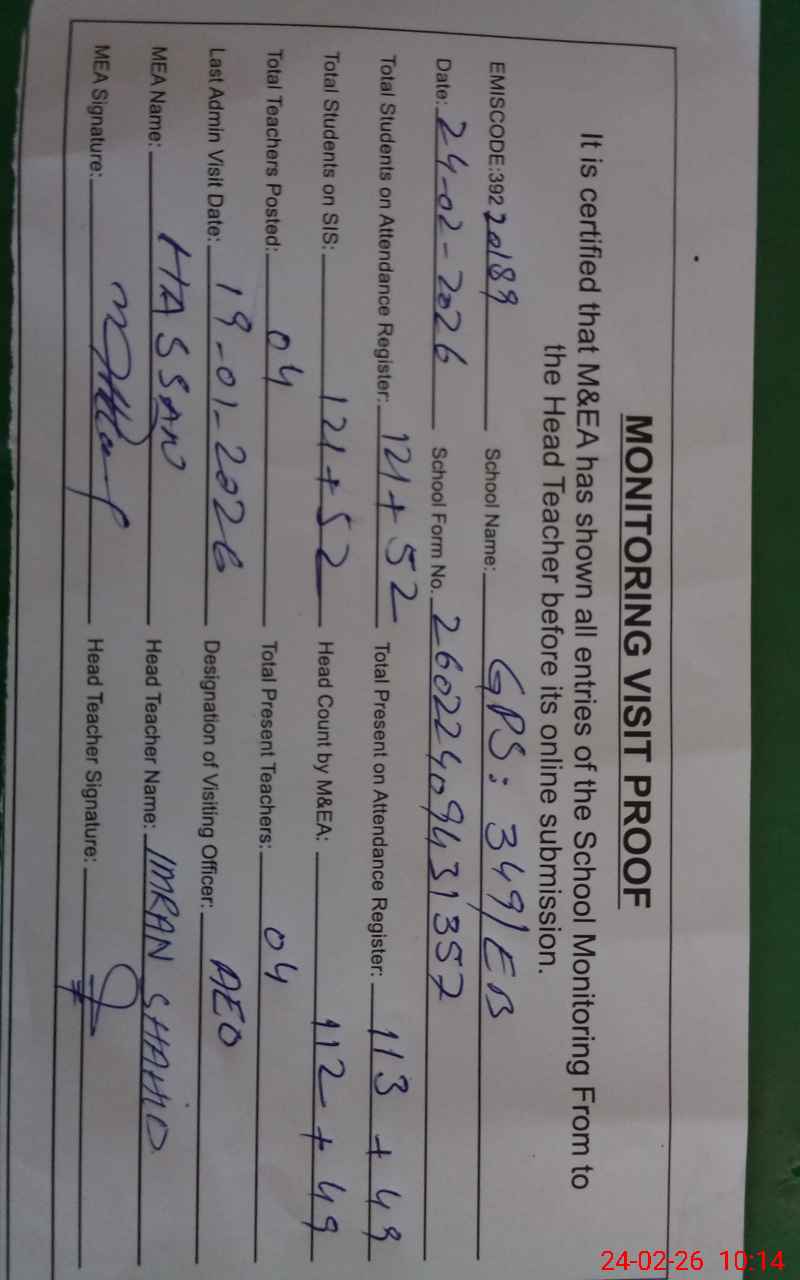 MONITORING VISIT PROOF
It is certified that M&EA has shown all entries of the School Monitoring From to
the Head Teacher before its online submission.
EMISCODE:392 20189 School Name: GPS: 349/EB
Date: 24-02-2026 School Form No. 26022409431357
Total Students on Attendance Register: 121+52 Total Present on Attendance Register: 113 + 49
Total Students on SIS: 121+52 Head Count by M&EA: 112 + 49
Total Teachers Posted: 04 Total Present Teachers: 04
Last Admin Visit Date: 19-01-2026 Designation of Visiting Officer: AEO
MEA Name: HASSAN Head Teacher Name: IMRAN SHAHID
MEA Signature: Head Teacher Signature:
24-02-26 10:14